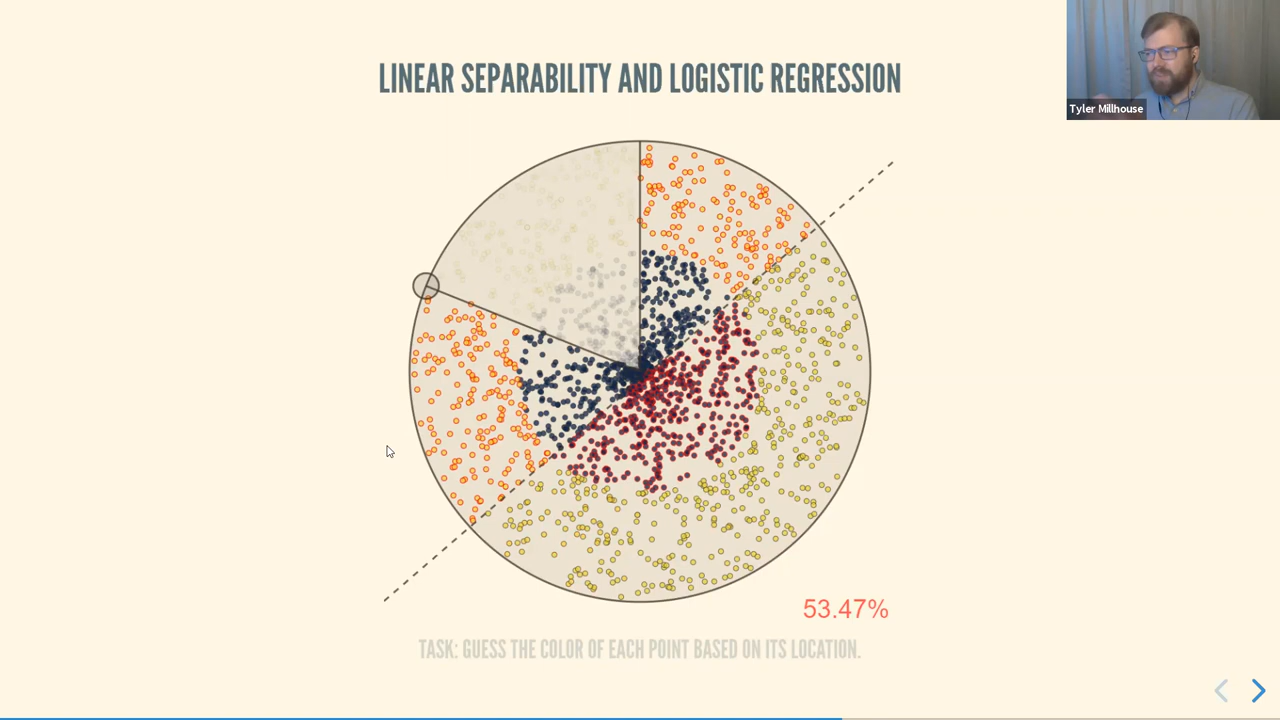 LINEAR SEPARABILITY AND LOGISTIC REGRESSION
Tyler Millhouse
53.47%
TASK: GUESS THE COLOR OF EACH POINT BASED ON ITS LOCATION.